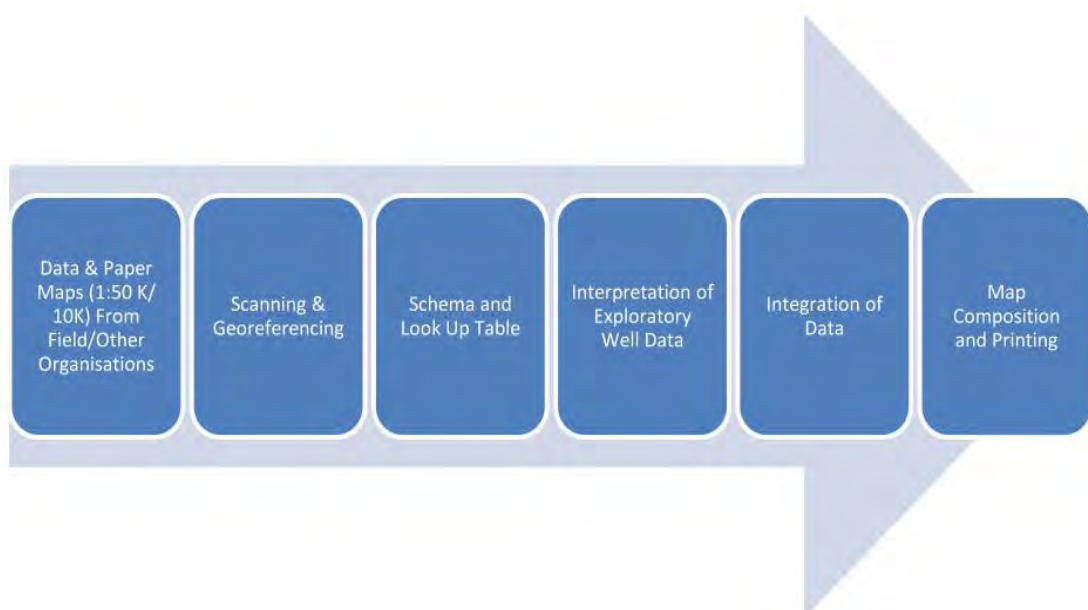 Data & Paper
Maps (1:50 K/
10K) From
Field/Other
Organisations
Scanning &
Georeferencing
Schema and
Look Up Table
Interpretation of
Exploratory
Well Data
Integration of
Data
Map
Composition
and Printing